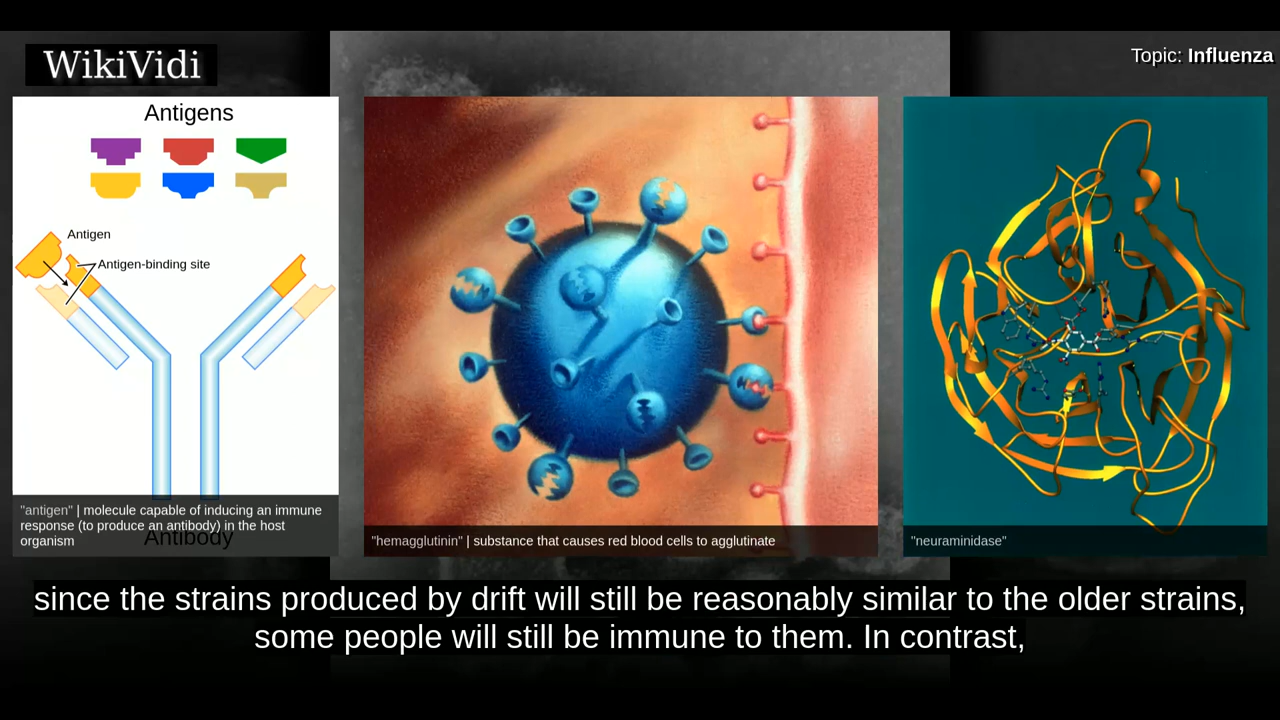 WikiVidi
Topic: Influenza
Antigens
Antigen
Antigen-binding site
Antibody
"antigen" | molecule capable of inducing an immune
response (to produce an antibody) in the host
organism
"hemagglutinin" | substance that causes red blood cells to agglutinate
"neuraminidase"
since the strains produced by drift will still be reasonably similar to the older strains,
some people will still be immune to them. In contrast,